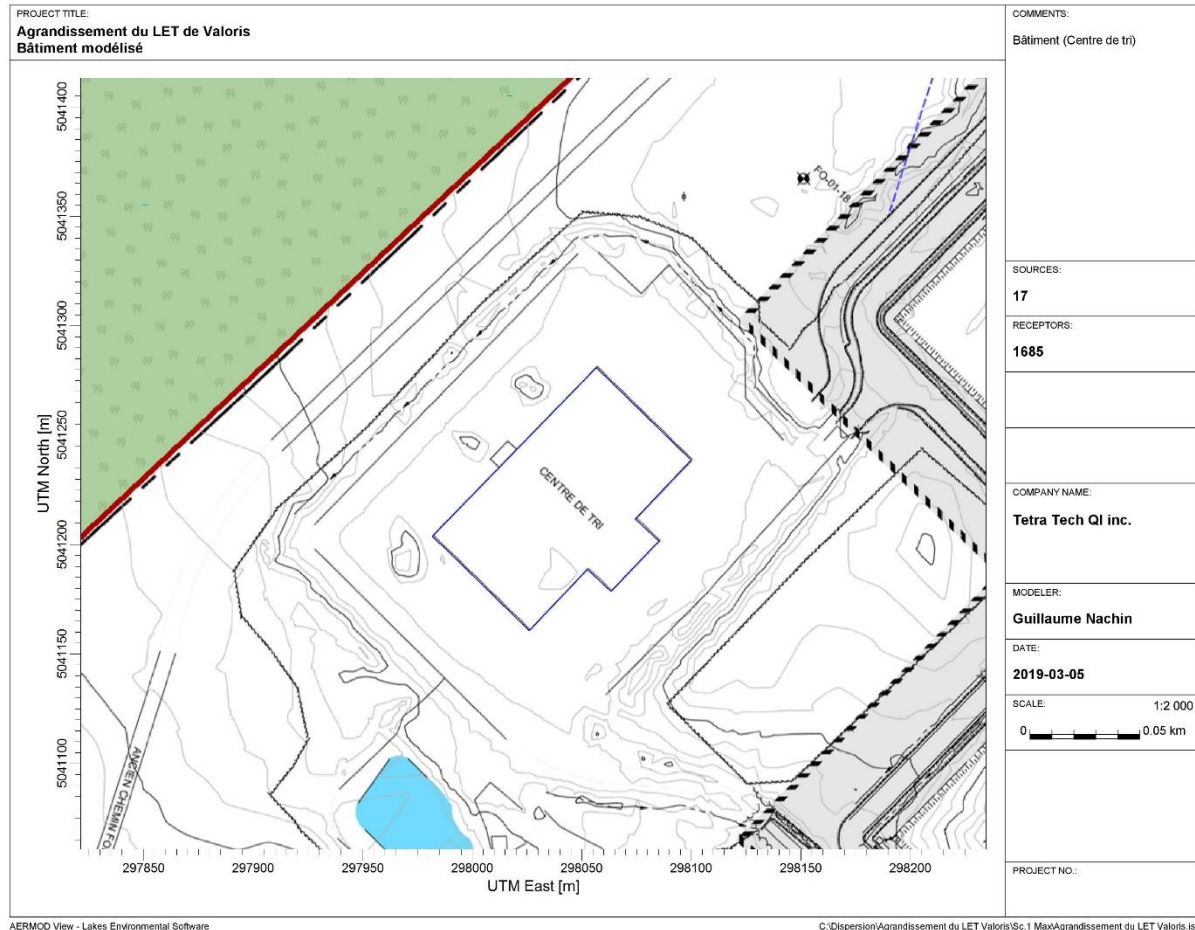 PROJECT TITLE:
Agrandissement du LET de Valoris
Bâtiment modélisé
COMMENTS:
Bâtiment (Centre de tri)
SOURCES:
17
RECEPTORS:
1685
COMPANY NAME:
Tetra Tech QI inc.
MODELER:
Guillaume Nachin
DATE:
2019-03-05
SCALE:
1:2 000
0
0.05 km
PROJECT NO.:
UTM North [m]
5041400
5041350
5041300
5041250
5041200
5041150
5041100
FO-01-18
CENTRE DE TRI
ANCIEN CHEMIN FO
297850
297900
297950
298000
298050
298100
298150
298200
UTM East [m]
AERMOD View - Lakes Environmental Software
C:\Dispersion\Agrandissement du LET Valoris\Sc.1 Max\Agrandissement du LET Valoris.is